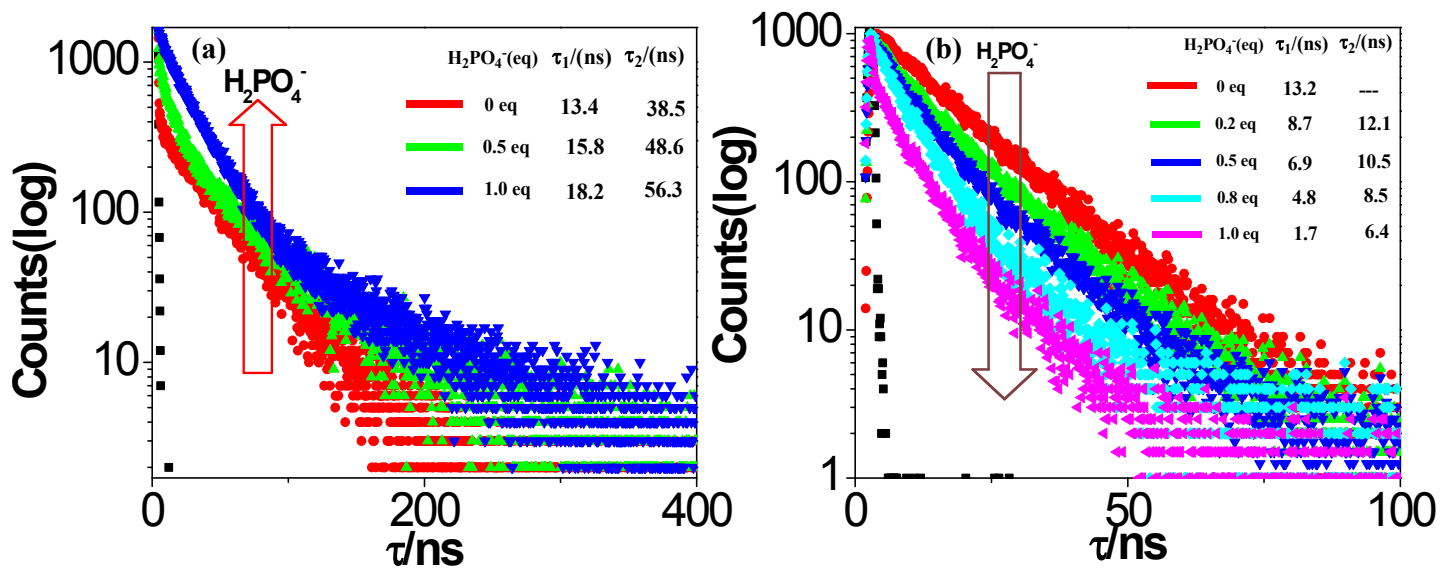 (a)
H₂PO₄⁻(eq) τ₁/(ns) τ₂/(ns)
H₂PO₄⁻
0 eq 13.4 38.5
0.5 eq 15.8 48.6
1.0 eq 18.2 56.3
Counts(log)
1000
100
10
0 200 400
τ/ns
(b)
H₂PO₄⁻(eq) τ₁/(ns) τ₂/(ns)
H₂PO₄⁻
0 eq 13.2 ---
0.2 eq 8.7 12.1
0.5 eq 6.9 10.5
0.8 eq 4.8 8.5
1.0 eq 1.7 6.4
Counts(log)
1000
100
10
1
0 50 100
τ/ns